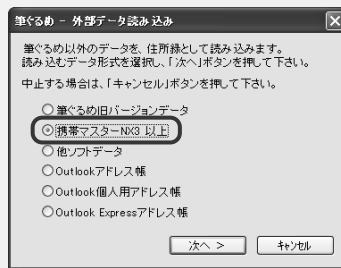 筆ぐるめ - 外部データ読み込み
筆ぐるめ以外のデータを、住所録として読み込みます。
読み込むデータ形式を選択し、「次へ」ボタンを押して下さい。
中止する場合は、「キャンセル」ボタンを押して下さい。
筆ぐるめ旧バージョンデータ
携帯マスターNX3 以上
他ソフトデータ
Outlookアドレス帳
Outlook個人用アドレス帳
Outlook Expressアドレス帳
次へ >
キャンセル